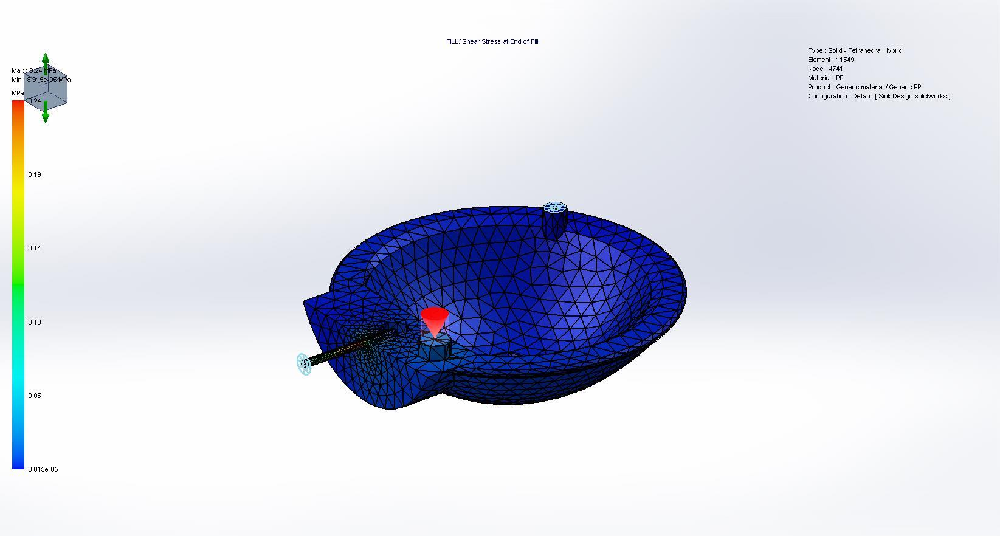 FILL/ Shear Stress at End of Fill
Type : Solid - Tetrahedral Hybrid
Element : 11549
Node : 4741
Material : PP
Product : Generic material / Generic PP
Configuration : Default [ Sink Design solidworks ]
Max : 0.24 MPa
Min : 8.015e-05 MPa
MPa
0.24
0.19
0.14
0.10
0.05
8.015e-05